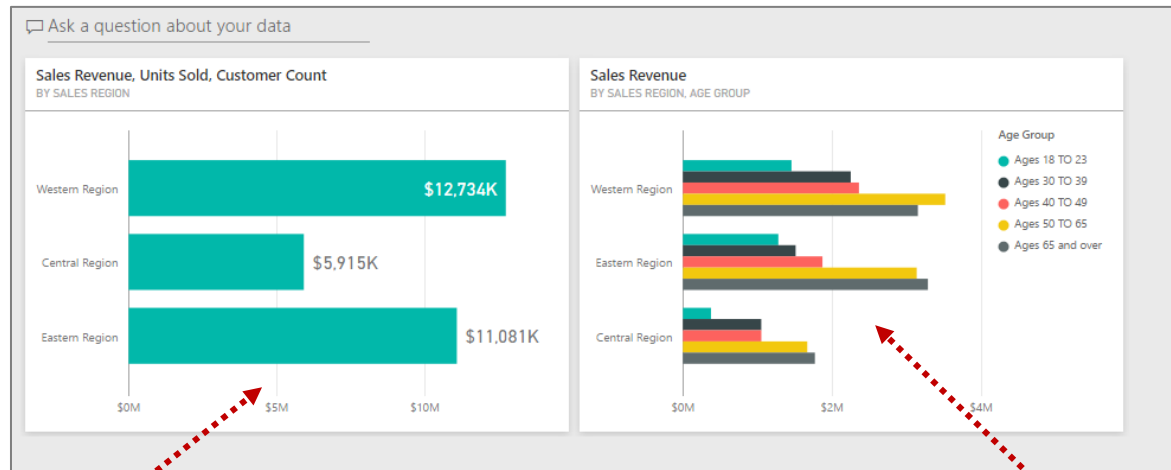 Ask a question about your data
Sales Revenue, Units Sold, Customer Count
BY SALES REGION
Western Region
$12,734K
Central Region
$5,915K
Eastern Region
$11,081K
$0M
$5M
$10M
Sales Revenue
BY SALES REGION, AGE GROUP
Western Region
Eastern Region
Central Region
$0M
$2M
$4M
Age Group
Ages 18 TO 23
Ages 30 TO 39
Ages 40 TO 49
Ages 50 TO 65
Ages 65 and over